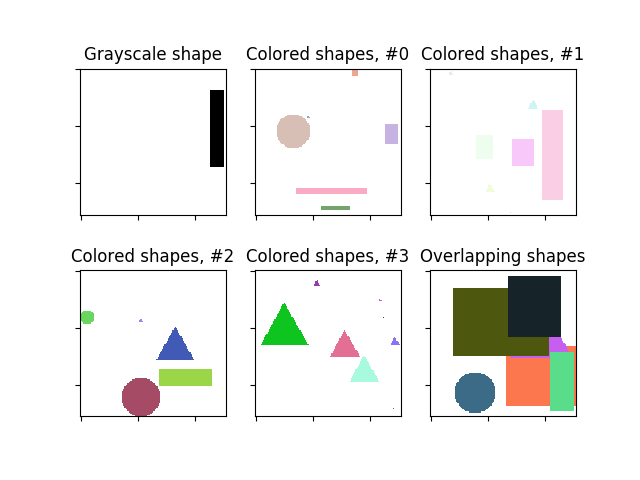 Grayscale shape
Colored shapes, #0
Colored shapes, #1
Colored shapes, #2
Colored shapes, #3
Overlapping shapes